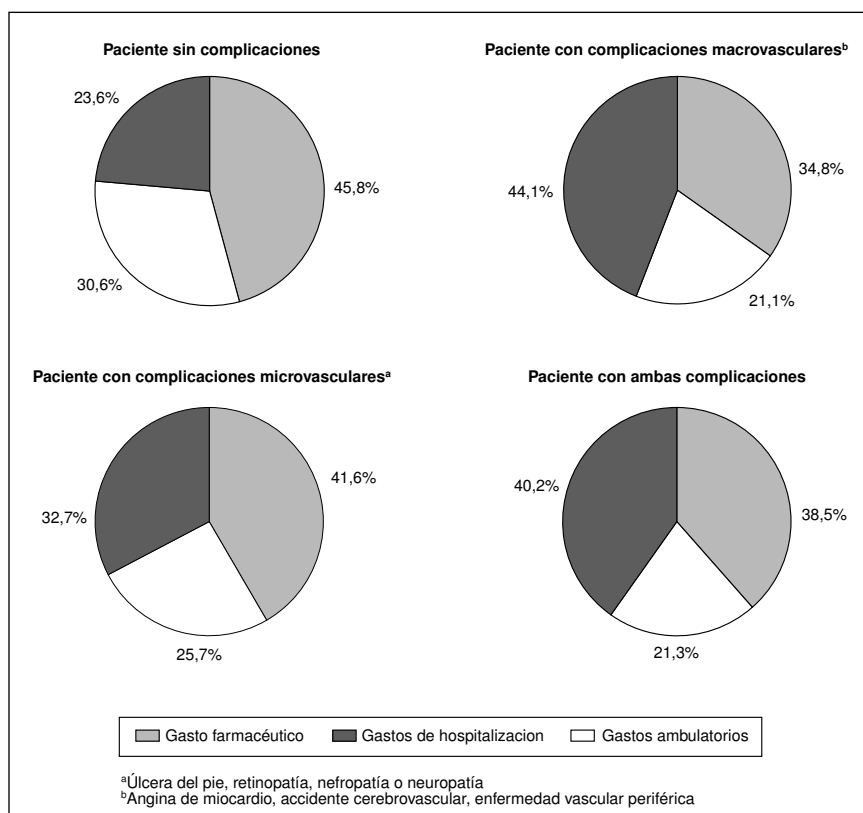 Paciente sin complicaciones
23,6%
45,8%
30,6%
Paciente con complicaciones macrovascularesᵇ
34,8%
44,1%
21,1%
Paciente con complicaciones microvascularesᵃ
41,6%
32,7%
25,7%
Paciente con ambas complicaciones
40,2%
38,5%
21,3%
Gasto farmacéutico Gastos de hospitalizacion Gastos ambulatorios
ᵃÚlcera del pie, retinopatía, nefropatía o neuropatía
ᵇAngina de miocardio, accidente cerebrovascular, enfermedad vascular periférica